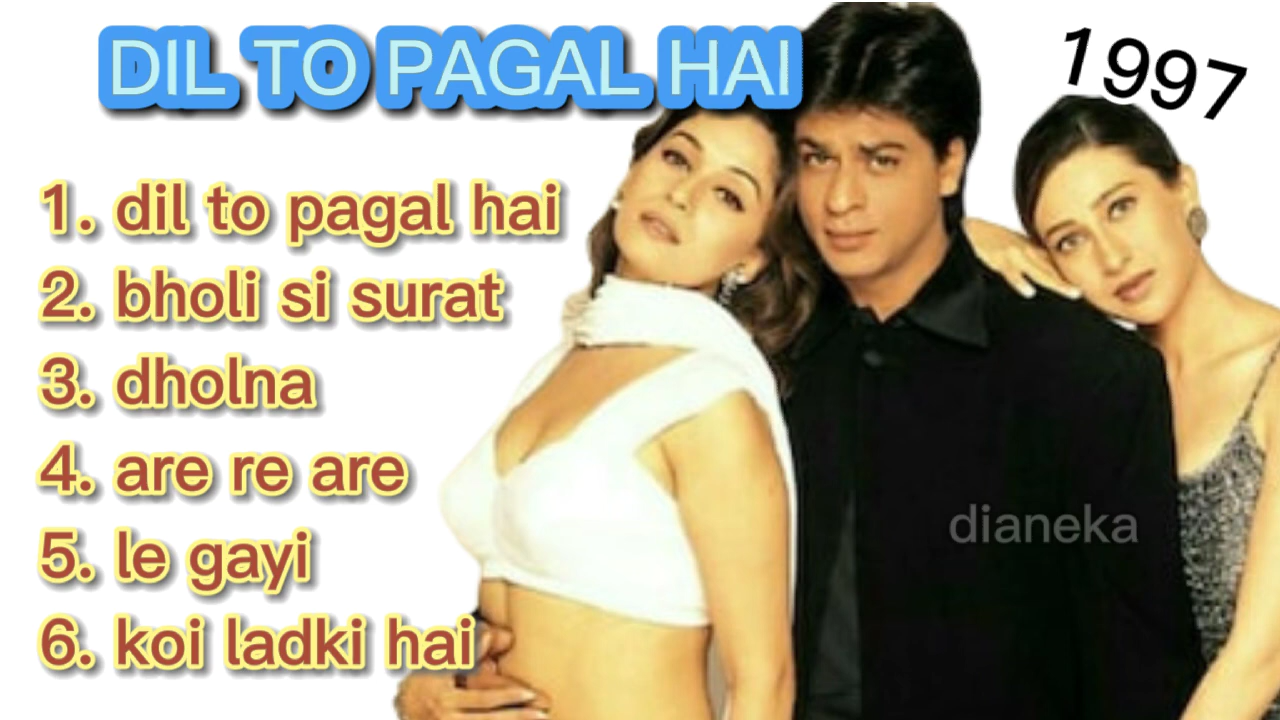 DIL TO PAGAL HAI
1997
1. dil to pagal hai
2. bholi si surat
3. dholna
4. are re are
5. le gayi
6. koi ladki hai
dianeka